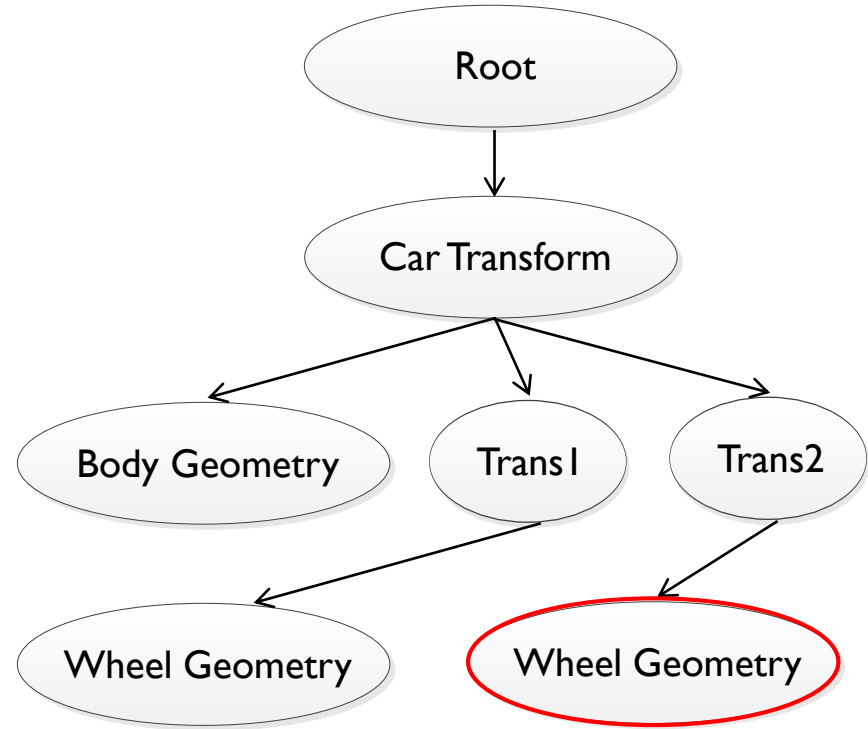 Root
Car Transform
Body Geometry
Trans1
Trans2
Wheel Geometry
Wheel Geometry